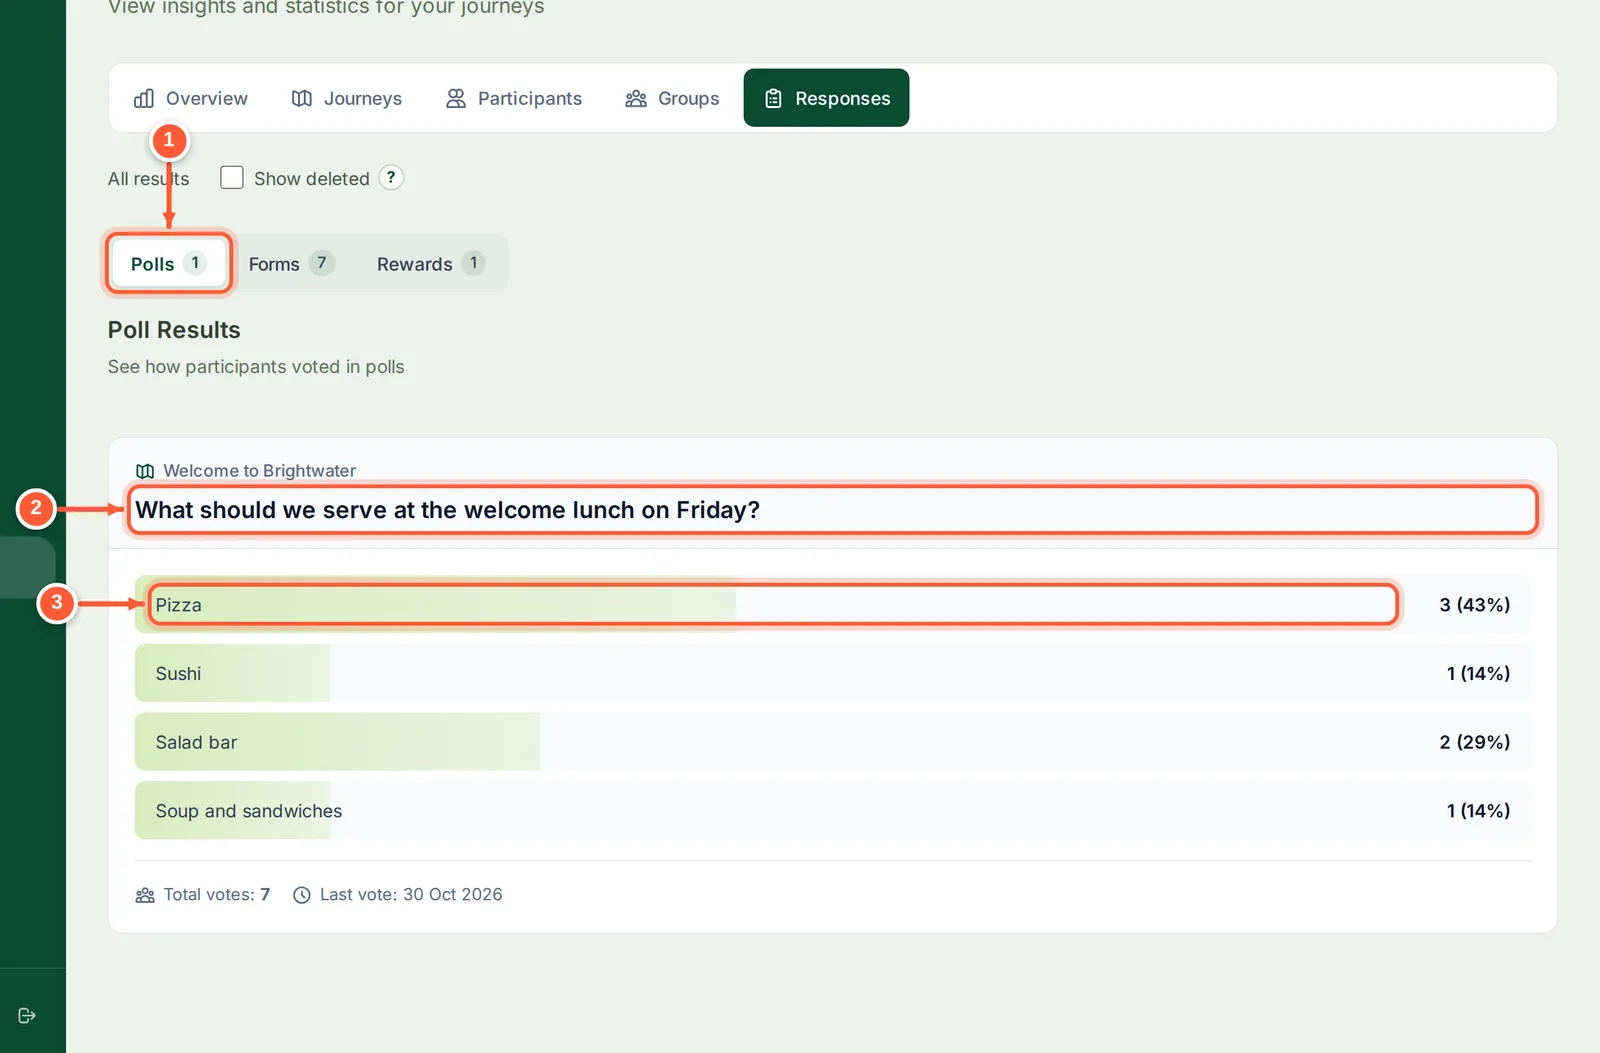 View insights and statistics for your journeys
Overview Journeys Participants Groups Responses
1
All results Show deleted ?
Polls 1 Forms 7 Rewards 1
Poll Results
See how participants voted in polls
Welcome to Brightwater
2 What should we serve at the welcome lunch on Friday?
3 Pizza 3 (43%)
Sushi 1 (14%)
Salad bar 2 (29%)
Soup and sandwiches 1 (14%)
Total votes: 7 Last vote: 30 Oct 2026